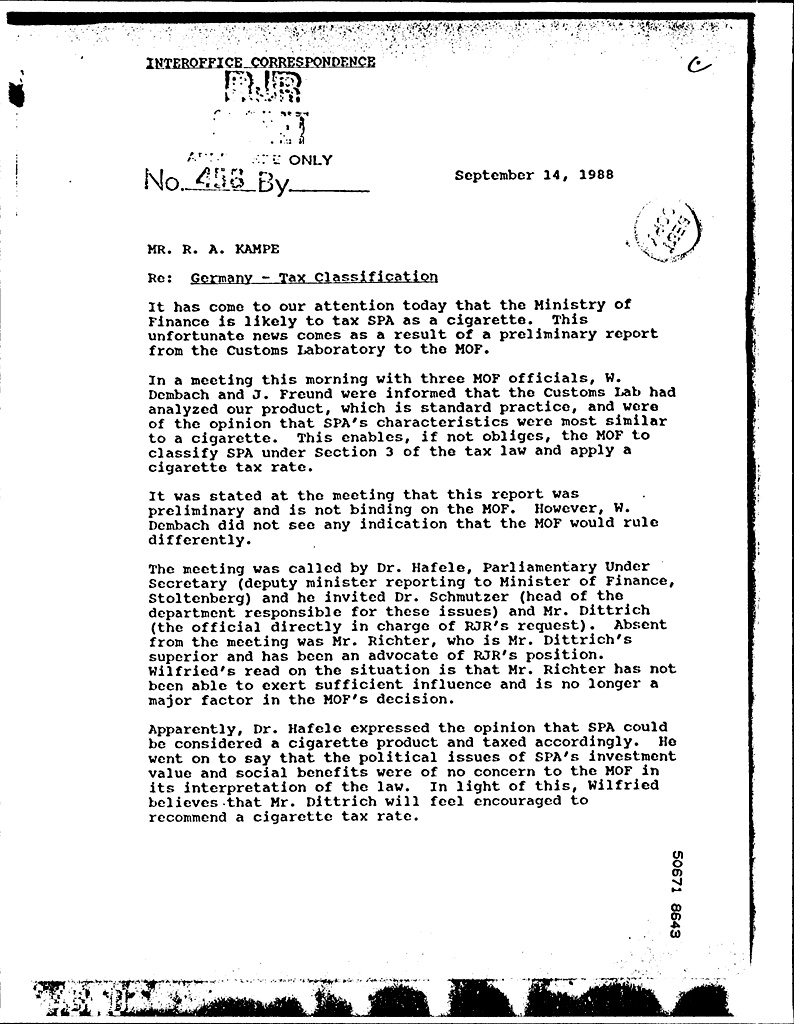 INTEROFFICE CORRESPONDENCE
RJR
ONLY
No. 458 By
September 14, 1988
MR. R. A. KAMPE
Re: Germany - Tax Classification
It has come to our attention today that the Ministry of
Finance is likely to tax SPA as a cigarette. This
unfortunate news comes as a result of a preliminary report
from the Customs Laboratory to the MOF.
In a meeting this morning with three MOF officials, W.
Dembach and J. Freund were informed that the Customs Lab had
analyzed our product, which is standard practice, and were
of the opinion that SPA's characteristics were most similar
to a cigarette. This enables, if not obliges, the MOF to
classify SPA under Section 3 of the tax law and apply a
cigarette tax rate.
It was stated at the meeting that this report was
preliminary and is not binding on the MOF. However, W.
Dembach did not see any indication that the MOF would rule
differently.
The meeting was called by Dr. Hafele, Parliamentary Under
Secretary (deputy minister reporting to Minister of Finance,
Stoltenberg) and he invited Dr. Schmutzer (head of the
department responsible for these issues) and Mr. Dittrich
(the official directly in charge of RJR's request). Absent
from the meeting was Mr. Richter, who is Mr. Dittrich's
superior and has been an advocate of RJR's position.
Wilfried's read on the situation is that Mr. Richter has not
been able to exert sufficient influence and is no longer a
major factor in the MOF's decision.
Apparently, Dr. Hafele expressed the opinion that SPA could
be considered a cigarette product and taxed accordingly. He
went on to say that the political issues of SPA's investment
value and social benefits were of no concern to the MOF in
its interpretation of the law. In light of this, Wilfried
believes that Mr. Dittrich will feel encouraged to
recommend a cigarette tax rate.
50671 8643
BEST COPY